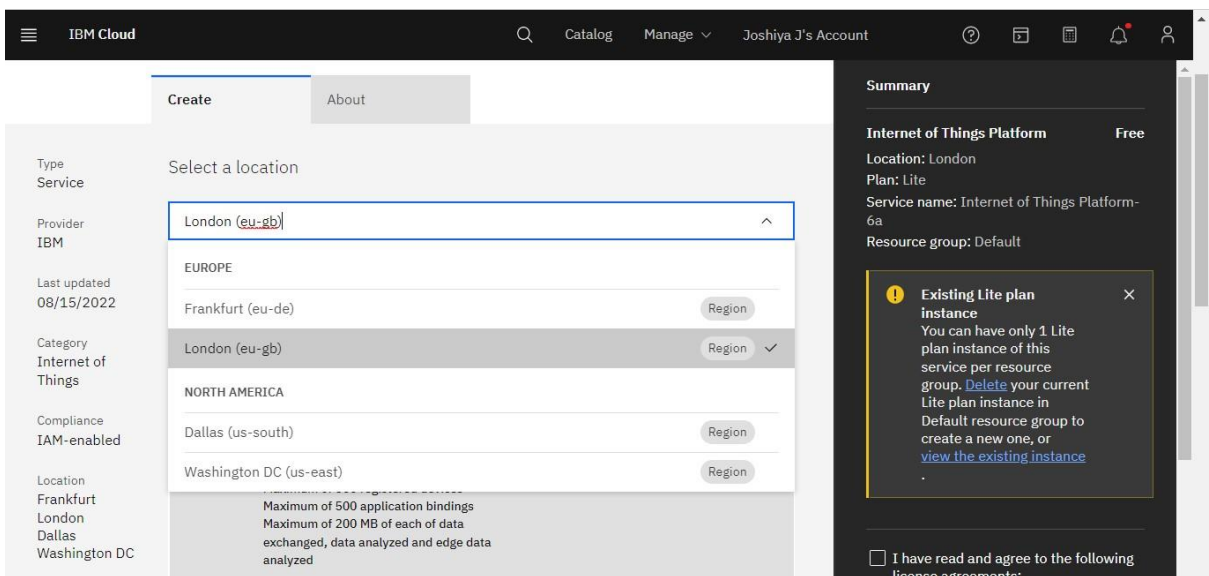 IBM Cloud
Catalog
Manage
Joshiya J's Account
Create
About
Type
Service
Provider
IBM
Last updated
08/15/2022
Category
Internet of
Things
Compliance
IAM-enabled
Location
Frankfurt
London
Dallas
Washington DC
Select a location
London (eu-gb)
EUROPE
Frankfurt (eu-de) Region
London (eu-gb) Region
NORTH AMERICA
Dallas (us-south) Region
Washington DC (us-east) Region
Maximum of 500 application bindings
Maximum of 200 MB of each of data
exchanged, data analyzed and edge data
analyzed
Summary
Internet of Things Platform Free
Location: London
Plan: Lite
Service name: Internet of Things Platform-
6a
Resource group: Default
Existing Lite plan
instance
You can have only 1 Lite
plan instance of this
service per resource
group. Delete your current
Lite plan instance in
Default resource group to
create a new one, or
view the existing instance
.
I have read and agree to the following
license agreements: